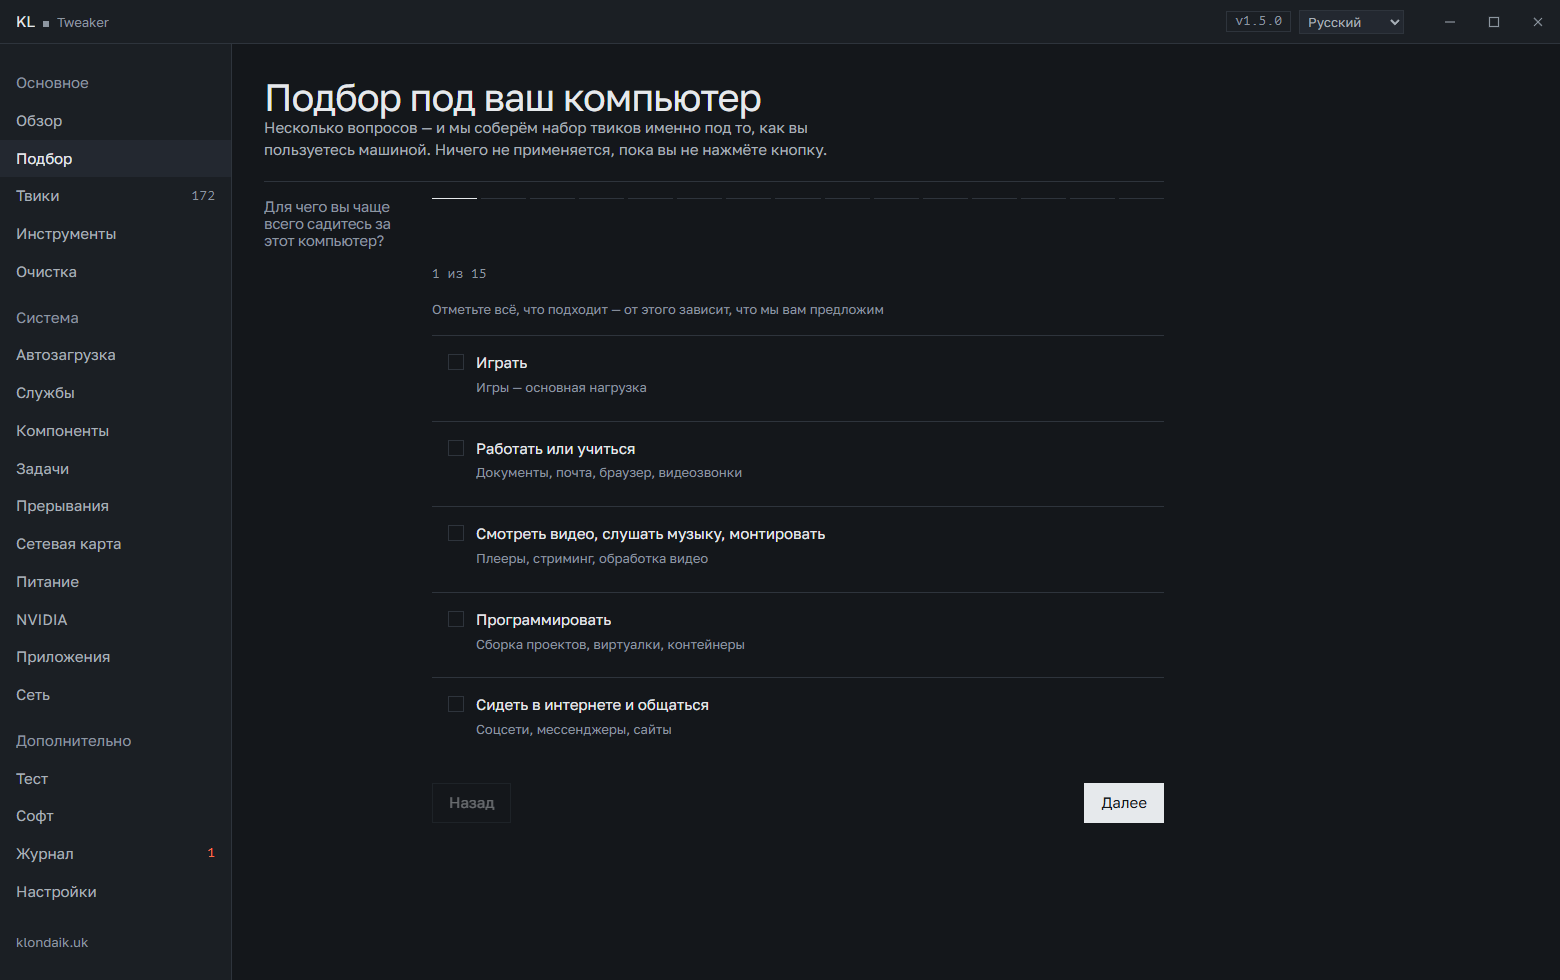 KL Tweaker
v1.5.0
Русский
Основное
Обзор
Подбор
Твики 172
Инструменты
Очистка
Система
Автозагрузка
Службы
Компоненты
Задачи
Прерывания
Сетевая карта
Питание
NVIDIA
Приложения
Сеть
Дополнительно
Тест
Софт
Журнал 1
Настройки
klondaik.uk
Подбор под ваш компьютер
Несколько вопросов — и мы соберём набор твиков именно под то, как вы
пользуетесь машиной. Ничего не применяется, пока вы не нажмёте кнопку.
Для чего вы чаще
всего садитесь за
этот компьютер?
1 из 15
Отметьте всё, что подходит — от этого зависит, что мы вам предложим
Играть
Игры — основная нагрузка
Работать или учиться
Документы, почта, браузер, видеозвонки
Смотреть видео, слушать музыку, монтировать
Плееры, стриминг, обработка видео
Программировать
Сборка проектов, виртуалки, контейнеры
Сидеть в интернете и общаться
Соцсети, мессенджеры, сайты
Назад
Далее